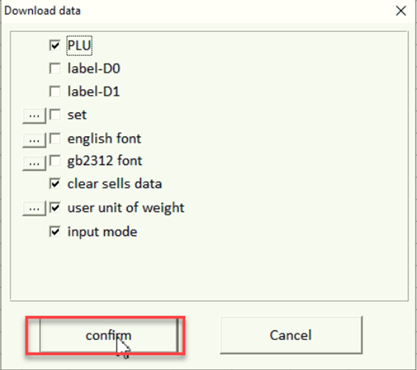 Download data
PLU
label-D0
label-D1
... set
... english font
... gb2312 font
clear sells data
... user unit of weight
input mode
confirm Cancel